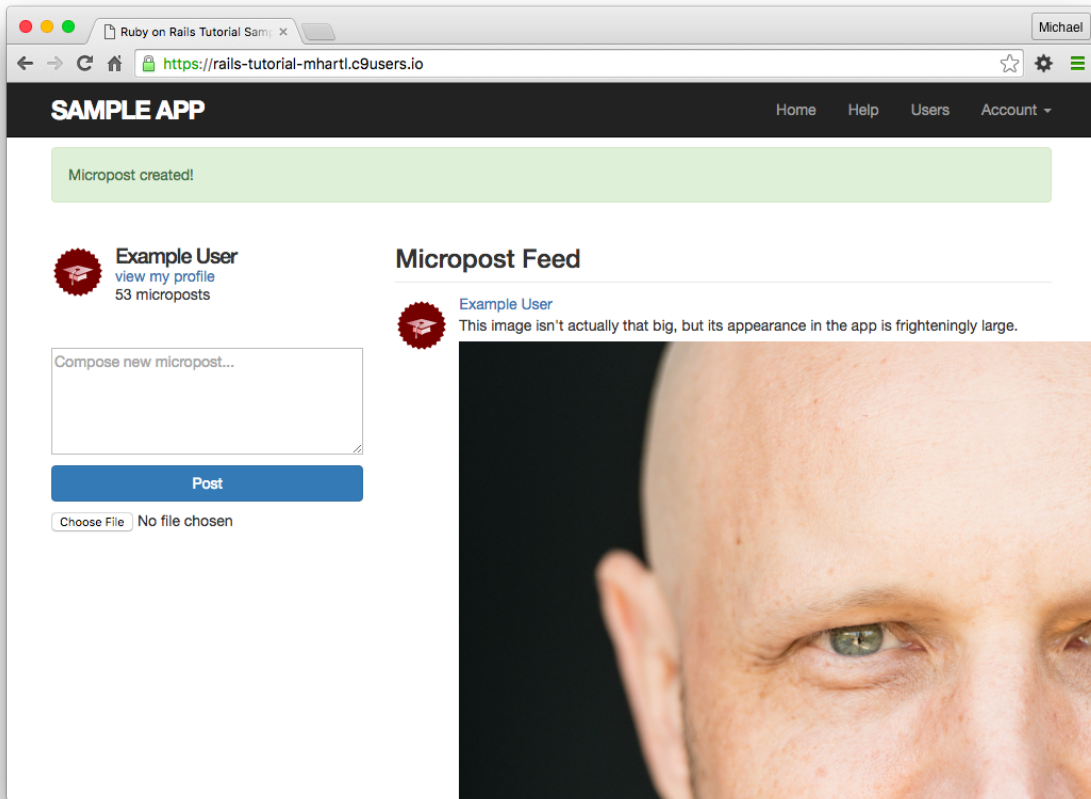 Ruby on Rails Tutorial Sam
Michael
https://rails-tutorial-mhartl.c9users.io
SAMPLE APP
Home Help Users Account
Micropost created!
Example User
view my profile
53 microposts
Compose new micropost...
Post
Choose File No file chosen
Micropost Feed
Example User
This image isn't actually that big, but its appearance in the app is frighteningly large.